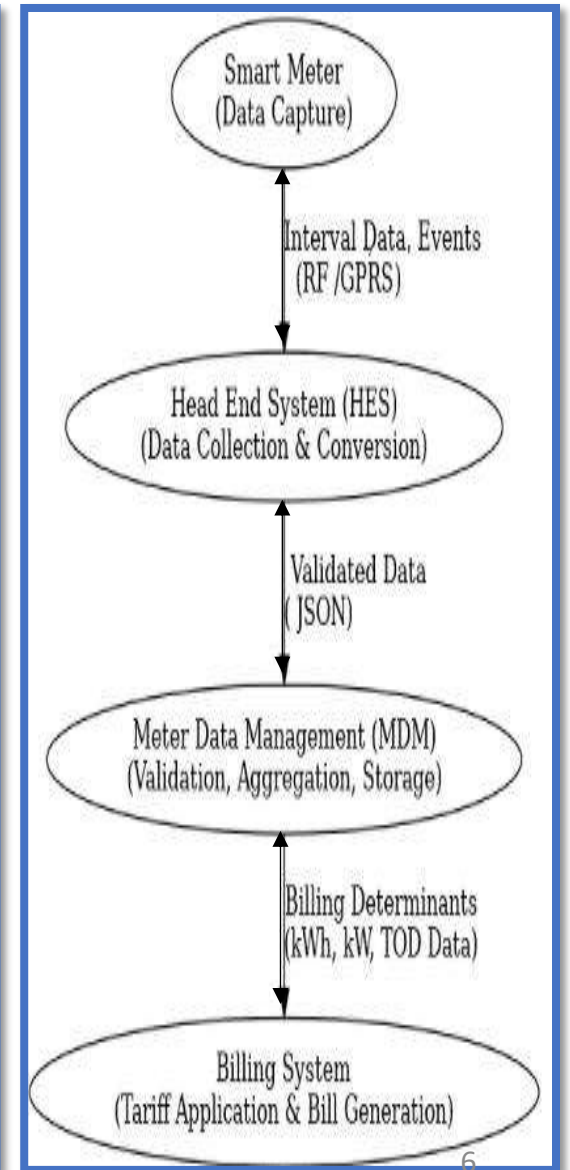 Smart Meter
(Data Capture)
Interval Data, Events
(RF /GPRS)
Head End System (HES)
(Data Collection & Conversion)
Validated Data
( JSON)
Meter Data Management (MDM)
(Validation, Aggregation, Storage)
Billing Determinants
(kWh, kW, TOD Data)
Billing System
(Tariff Application & Bill Generation)
6